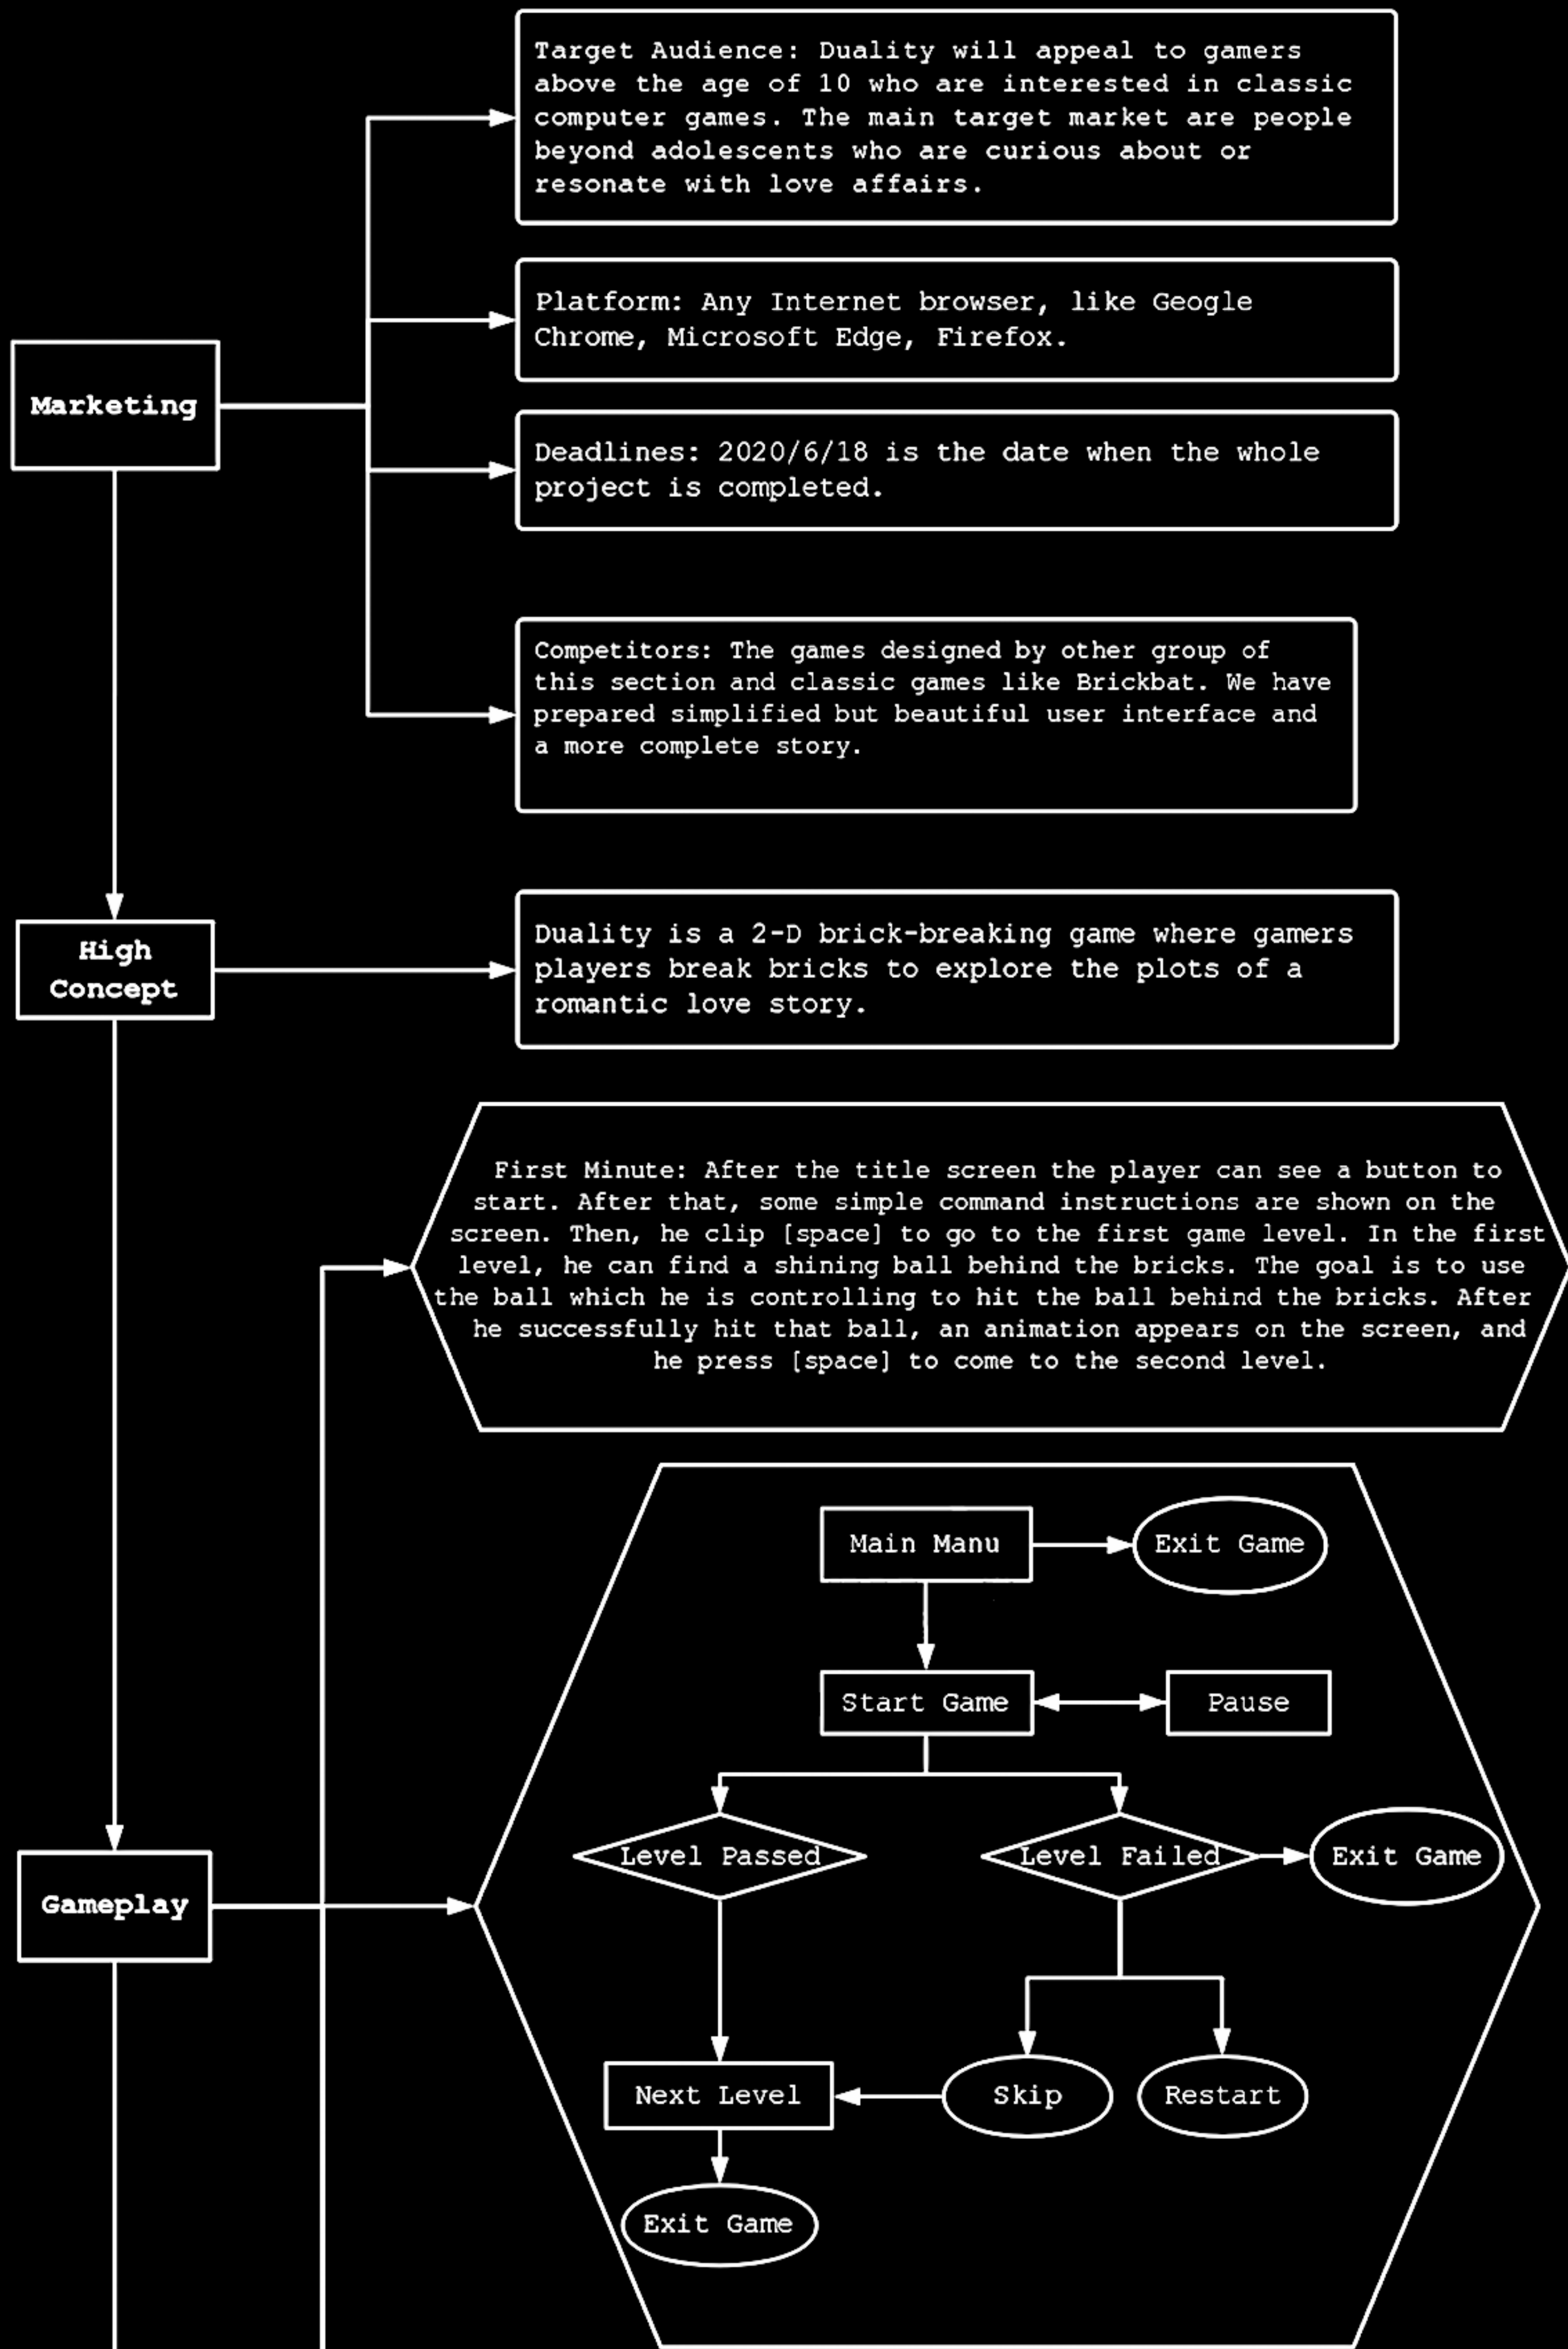 Target Audience: Duality will appeal to gamers
above the age of 10 who are interested in classic
computer games. The main target market are people
beyond adolescents who are curious about or
resonate with love affairs.
Platform: Any Internet browser, like Geogle
Chrome, Microsoft Edge, Firefox.
Marketing
Deadlines: 2020/6/18 is the date when the whole
project is completed.
Competitors: The games designed by other group of
this section and classic games like Brickbat. We have
prepared simplified but beautiful user interface and
a more complete story.
High
Concept
Duality is a 2-D brick-breaking game where gamers
players break bricks to explore the plots of a
romantic love story.
First Minute: After the title screen the player can see a button to
start. After that, some simple command instructions are shown on the
screen. Then, he clip [space] to go to the first game level. In the first
level, he can find a shining ball behind the bricks. The goal is to use
the ball which he is controlling to hit the ball behind the bricks. After
he successfully hit that ball, an animation appears on the screen, and
he press [space] to come to the second level.
Gameplay
Main Manu
Exit Game
Start Game
Pause
Level Passed
Level Failed
Exit Game
Next Level
Skip
Restart
Exit Game